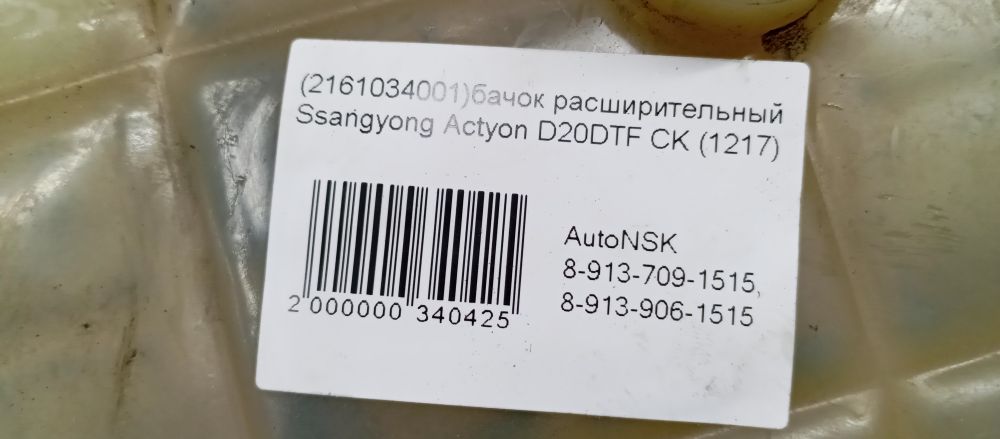 (2161034001)бачок расширительный
Ssangyong Actyon D20DTF CK (1217)
AutoNSK
8-913-709-1515,
8-913-906-1515
2 000000 340425